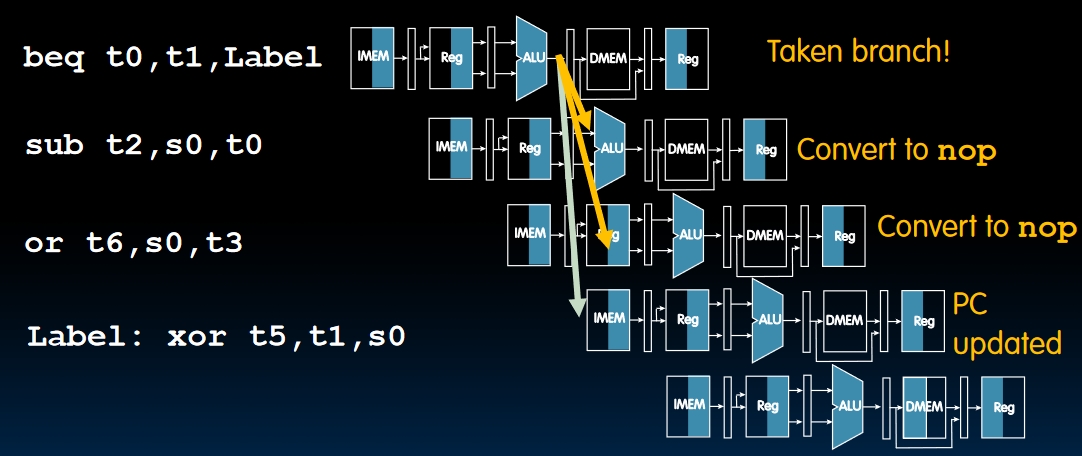 beq t0,t1,Label
IMEM Reg ALU DMEM Reg
Taken branch!
sub t2,s0,t0
IMEM Reg ALU DMEM Reg
Convert to nop
or t6,s0,t3
IMEM Reg ALU DMEM Reg
Convert to nop
Label: xor t5,t1,s0
IMEM Reg ALU DMEM Reg
PC
updated
IMEM Reg ALU DMEM Reg